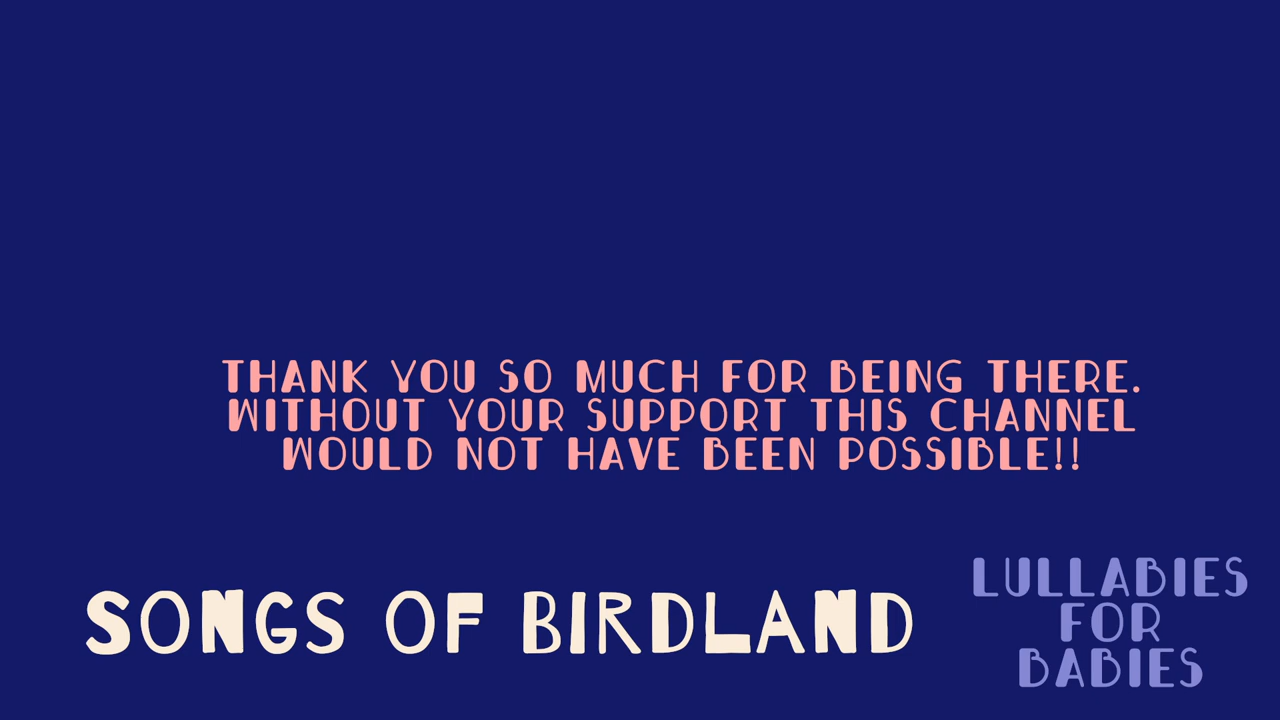 THANK YOU SO MUCH FOR BEING THERE.
WITHOUT YOUR SUPPORT THIS CHANNEL
WOULD NOT HAVE BEEN POSSIBLE!!
SONGS OF BIRDLAND
LULLABIES
FOR
BABIES